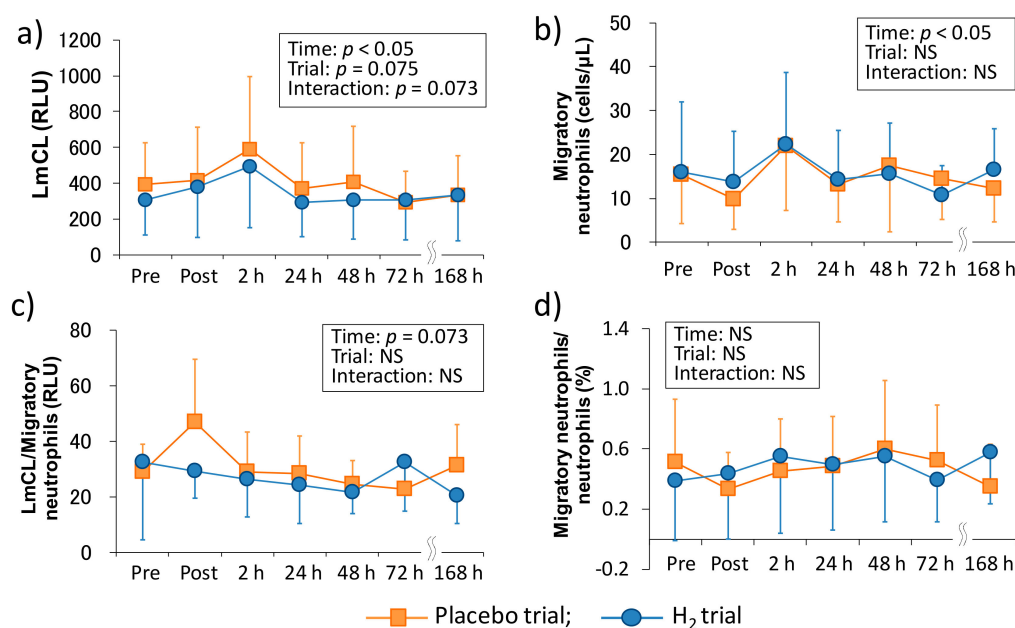 a)
1200
1000
800
600
400
200
0
LmCL (RLU)
Time: p < 0.05
Trial: p = 0.075
Interaction: p = 0.073
Pre Post 2 h 24 h 48 h 72 h 168 h
b)
50
40
30
20
10
0
Migratory
neutrophils (cells/μL)
Time: p < 0.05
Trial: NS
Interaction: NS
Pre Post 2 h 24 h 48 h 72 h 168 h
c)
80
60
40
20
0
LmCL/Migratory
neutrophils (RLU)
Time: p = 0.073
Trial: NS
Interaction: NS
Pre Post 2 h 24 h 48 h 72 h 168 h
d)
1.4
1.0
0.6
0.2
-0.2
Migratory neutrophils/
neutrophils (%)
Time: NS
Trial: NS
Interaction: NS
Pre Post 2 h 24 h 48 h 72 h 168 h
Placebo trial; H₂ trial